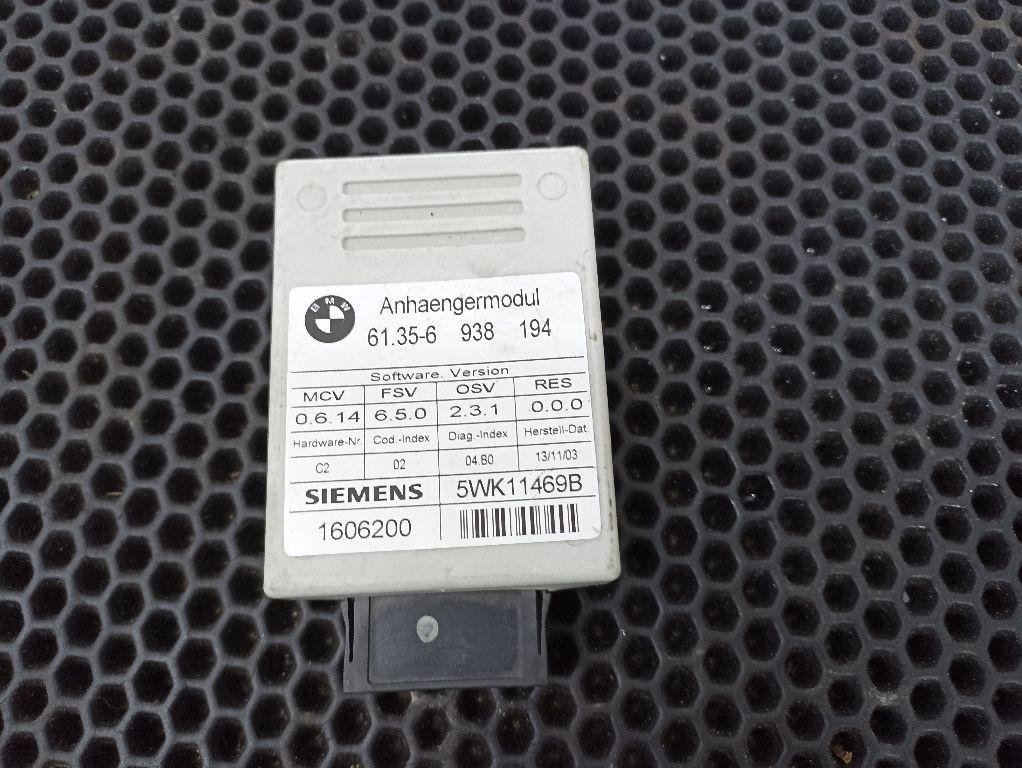 BMW
Anhaengermodul
61.35-6 938 194
Software. Version
MCV FSV OSV RES
0.6.14 6.5.0 2.3.1 0.0.0
Hardware-Nr. Cod.-Index Diag.-Index Herstell-Dat
C2 02 04.B0 13/11/03
SIEMENS 5WK11469B
1606200